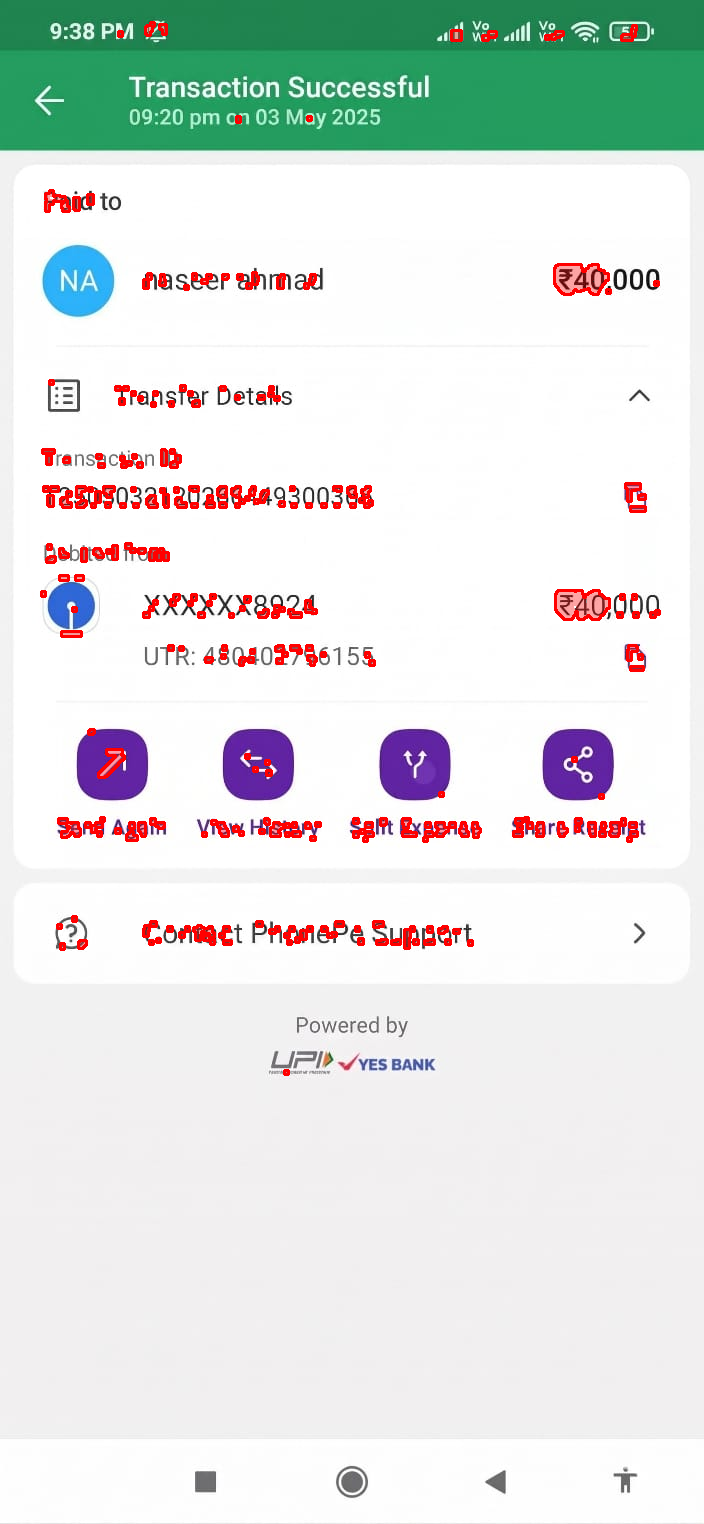 9:38 PM
Transaction Successful
09:20 pm on 03 May 2025
Paid to
NA
naseer ahmad
₹40,000
Transfer Details
Transaction ID
Debited from
XXXXXX8924
₹40,000
UTR:
Send Again
View History
Split Expense
Share Receipt
Contact PhonePe Support
Powered by
UPI
YES BANK